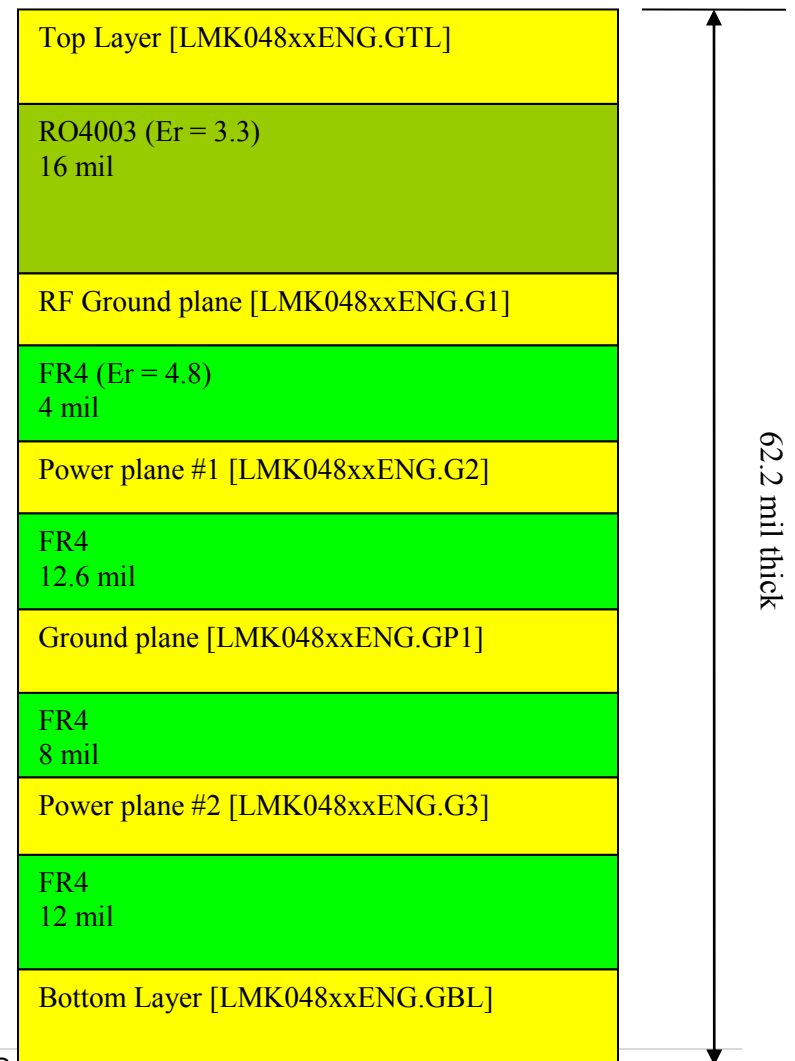 Top Layer [LMK048xxENG.GTL]
RO4003 (Er = 3.3)
16 mil
RF Ground plane [LMK048xxENG.G1]
FR4 (Er = 4.8)
4 mil
Power plane #1 [LMK048xxENG.G2]
FR4
12.6 mil
Ground plane [LMK048xxENG.GP1]
FR4
8 mil
Power plane #2 [LMK048xxENG.G3]
FR4
12 mil
Bottom Layer [LMK048xxENG.GBL]
62.2 mil thick